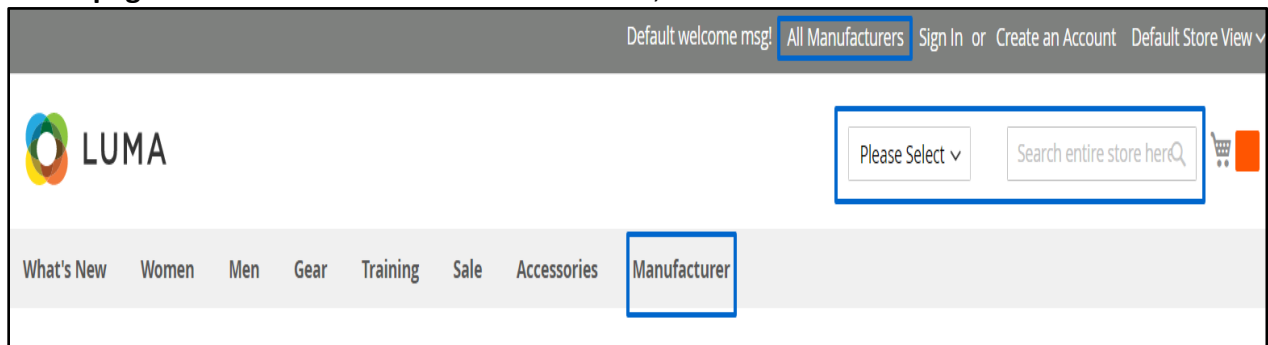 Default welcome msg! All Manufacturers Sign In or Create an Account Default Store View
LUMA
Please Select
Search entire store here
What's New Women Men Gear Training Sale Accessories Manufacturer